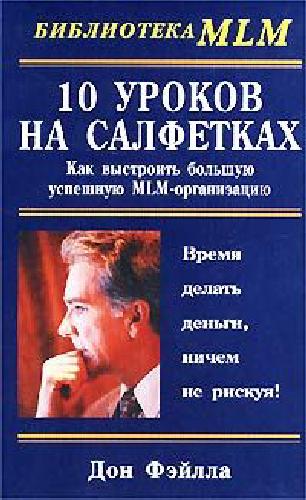 БИБЛИОТЕКА MLM
10 УРОКОВ
НА САЛФЕТКАХ
Как выстроить большую
успешную MLM-организацию
Время
делать
деньги,
ничем
не рискуя!
Дон Фэйлла